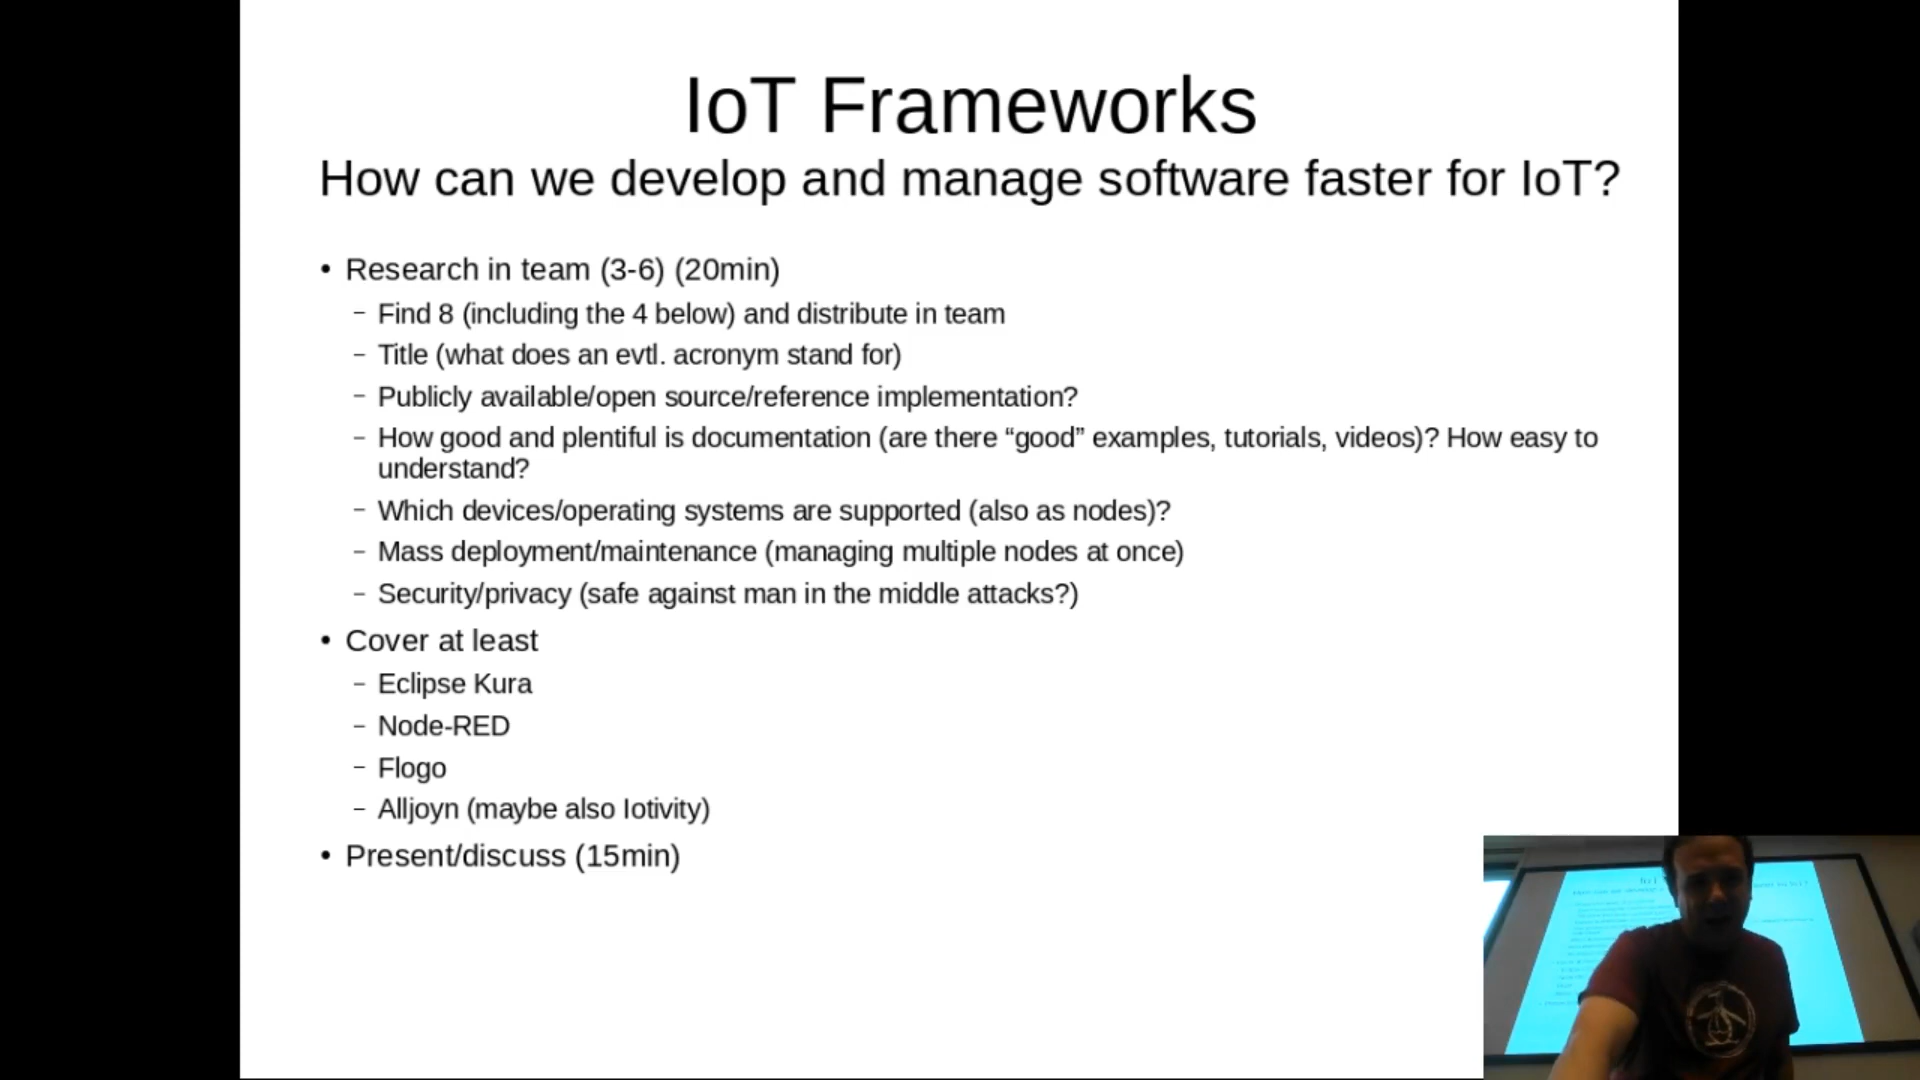 IoT Frameworks
How can we develop and manage software faster for IoT?
• Research in team (3-6) (20min)
– Find 8 (including the 4 below) and distribute in team
– Title (what does an evtl. acronym stand for)
– Publicly available/open source/reference implementation?
– How good and plentiful is documentation (are there “good” examples, tutorials, videos)? How easy to
understand?
– Which devices/operating systems are supported (also as nodes)?
– Mass deployment/maintenance (managing multiple nodes at once)
– Security/privacy (safe against man in the middle attacks?)
• Cover at least
– Eclipse Kura
– Node-RED
– Flogo
– Alljoyn (maybe also Iotivity)
• Present/discuss (15min)